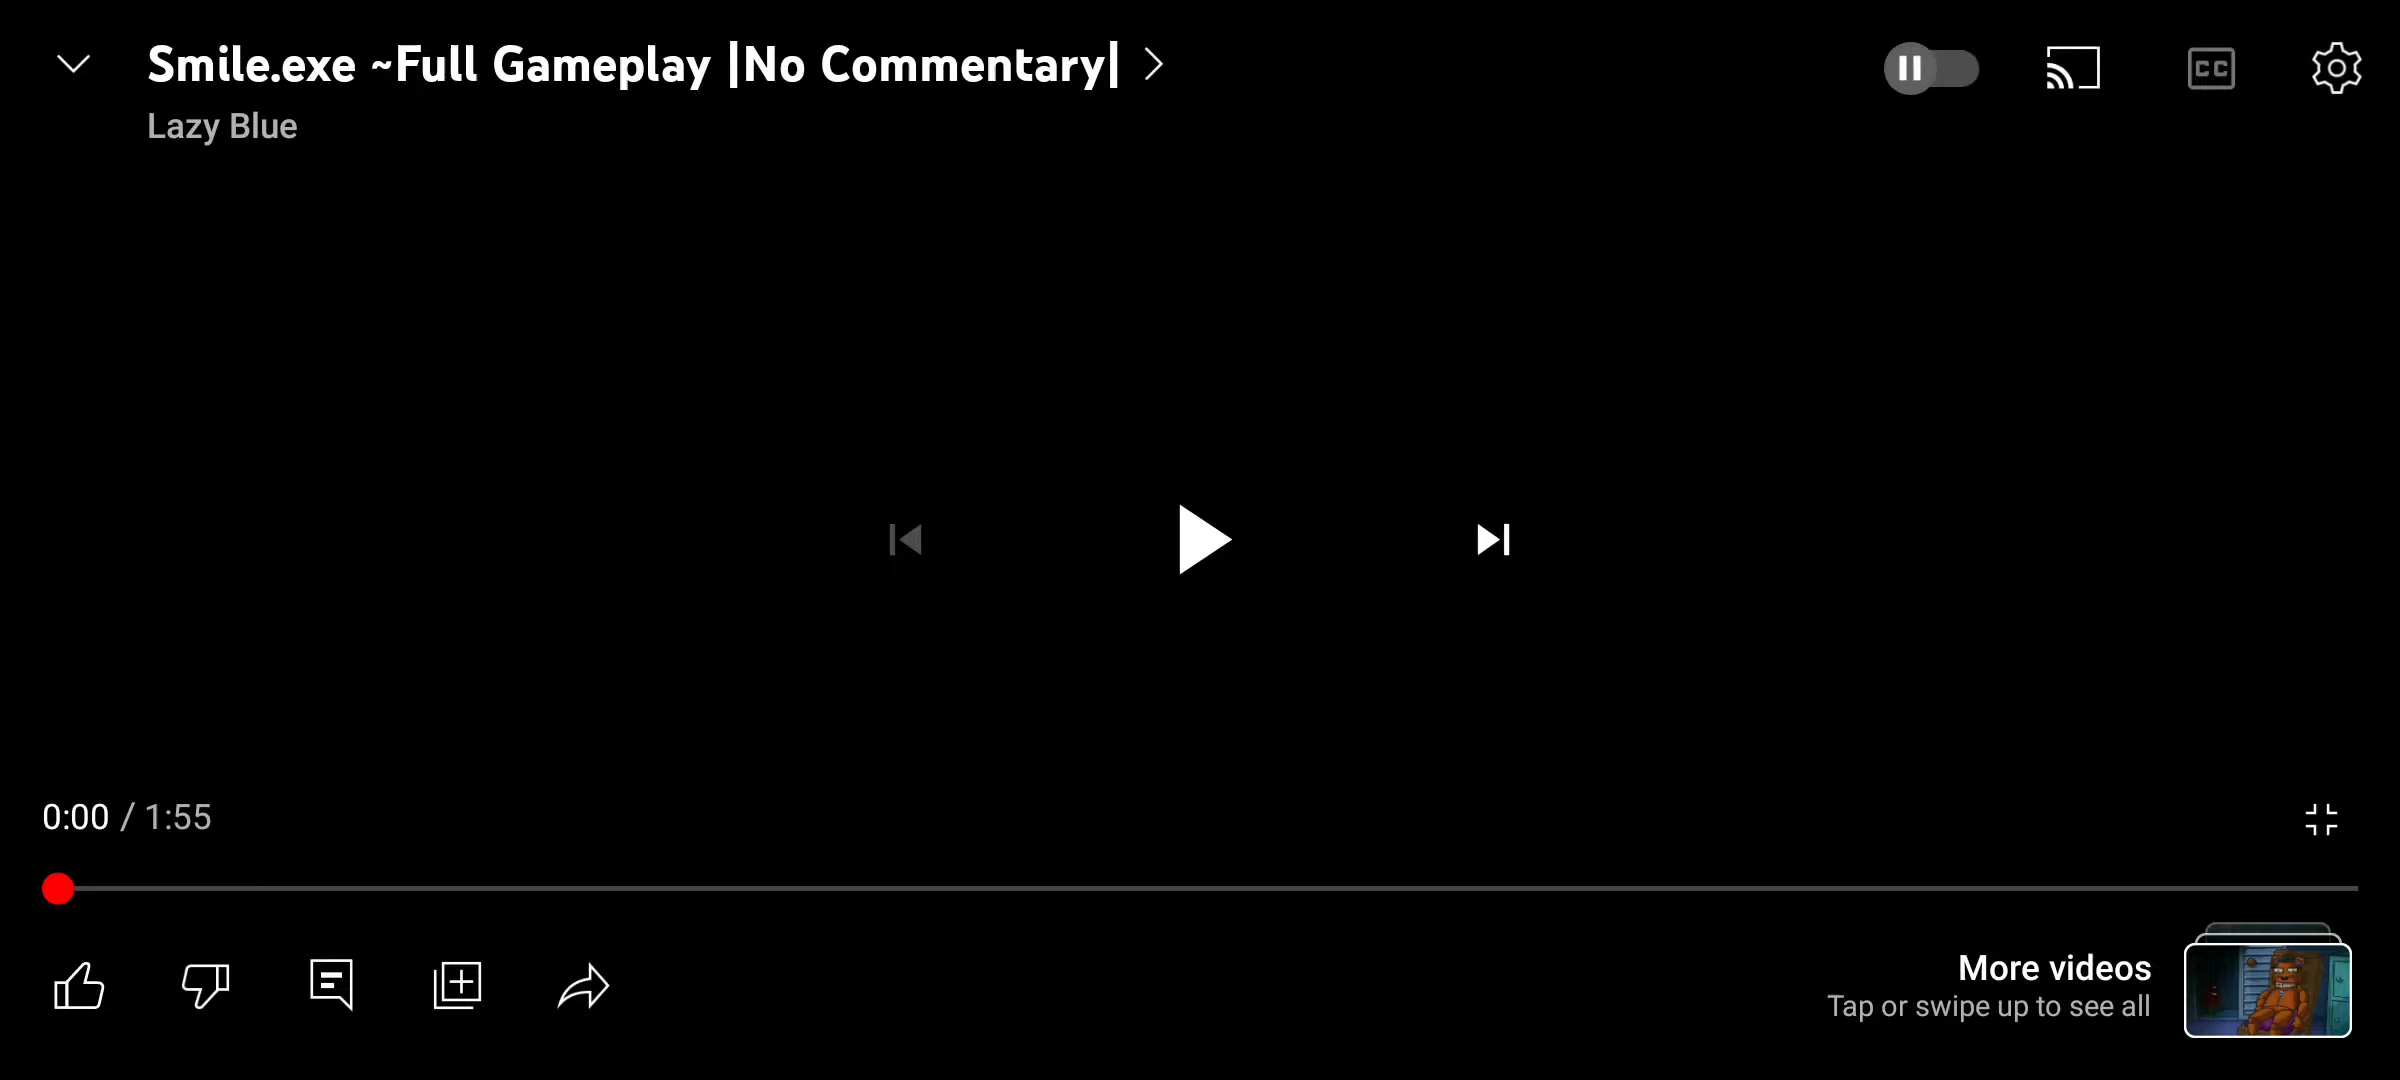 Smile.exe ~Full Gameplay |No Commentary|
Lazy Blue
CC
0:00 / 1:55
More videos
Tap or swipe up to see all